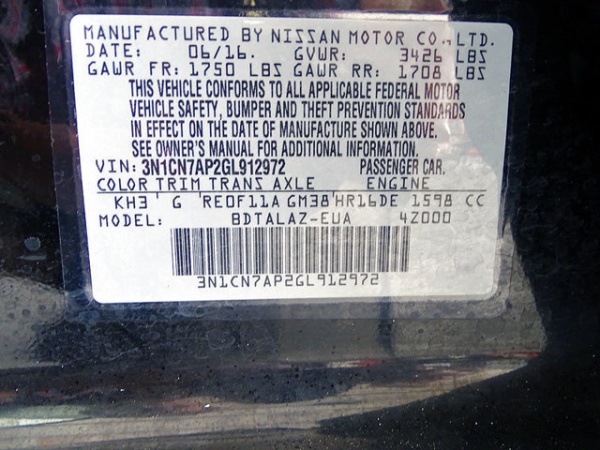 MANUFACTURED BY NISSAN MOTOR CO.,LTD.
DATE: 06/16. GVWR: 3426 LBS
GAWR FR: 1750 LBS GAWR RR: 1708 LBS
THIS VEHICLE CONFORMS TO ALL APPLICABLE FEDERAL MOTOR
VEHICLE SAFETY, BUMPER AND THEFT PREVENTION STANDARDS
IN EFFECT ON THE DATE OF MANUFACTURE SHOWN ABOVE.
SEE OWNER'S MANUAL FOR ADDITIONAL INFORMATION.
VIN: 3N1CN7AP2GL912972 PASSENGER CAR.
COLOR TRIM TRANS AXLE ENGINE
KH3 G RE0F11A GM38 HR16DE 1598 CC
MODEL: BDTALAZ-EUA 4Z000
3N1CN7AP2GL912972